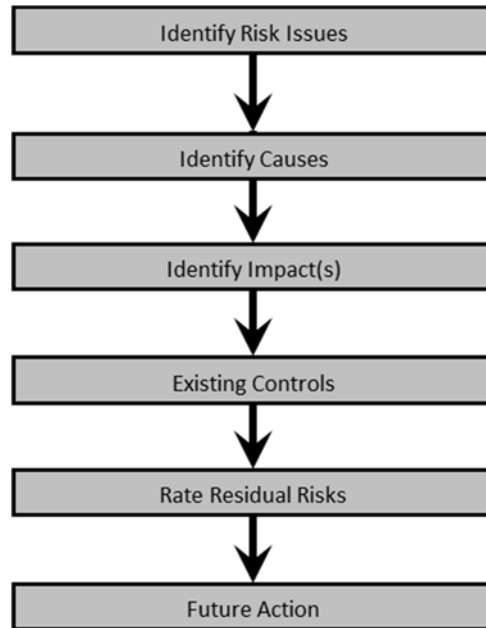 Identify Risk Issues
Identify Causes
Identify Impact(s)
Existing Controls
Rate Residual Risks
Future Action